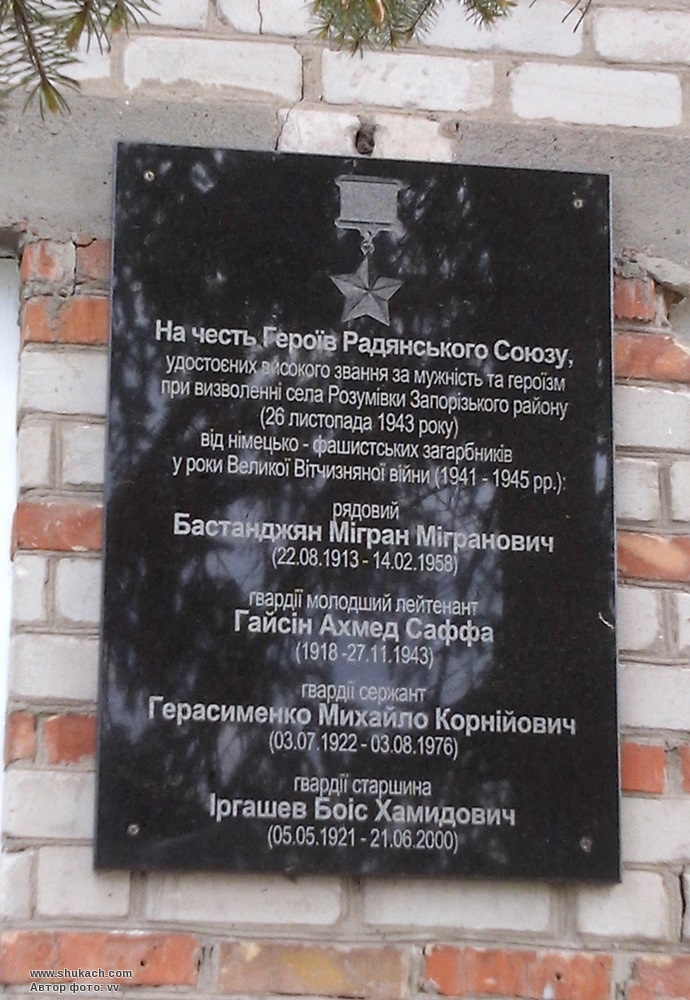 На честь Героїв Радянського Союзу,
удостоєних високого звання за мужність та героїзм
при визволенні села Розумівки Запорізького району
(26 листопада 1943 року)
від німецько - фашистських загарбників
у роки Великої Вітчизняної війни (1941 - 1945 рр.):
рядовий
Бастанджян Мігран Мігранович
(22.08.1913 - 14.02.1958)
гвардії молодший лейтенант
Гайсін Ахмед Саффа
(1918 -27.11.1943)
гвардії сержант
Герасименко Михайло Корнійович
(03.07.1922 - 03.08.1976)
гвардії старшина
Іргашев Боіс Хамидович
(05.05.1921 - 21.06.2000)
www.shukach.com
Автор фото: vv